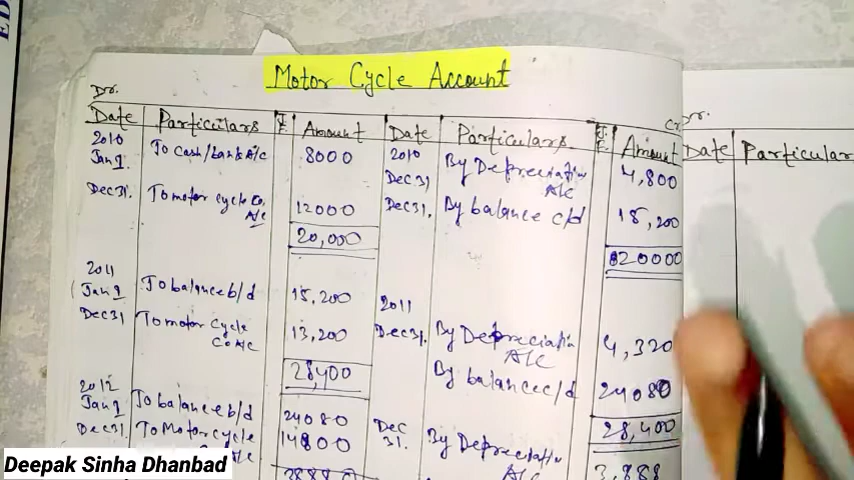 ED
Motor Cycle Account
Dr.
Cr.
Dr.
Date Particulars J.F. Amount Date Particulars J.F. Amount Date Particular
2010 2010
Jan 1 To Cash/bank A/c 8000 By Depreciation 4,800
Dec 31 A/c
Dec 31. To motor cycle Co. 12000 Dec 31. By balance c/d 15,200
A/c
20,000 20000
2011
Jan 1 To balance b/d 15,200 2011
Dec 31 To motor Cycle 13,200 Dec 31. By Depreciation 4,320
Co A/c A/c
28,400 By balance c/d 24080
2012
Jan 1 To balance b/d 24080 28,400
Dec 31. To Motor cycle 14800 Dec By Depreciation
31. A/c 3,888
Deepak Sinha Dhanbad